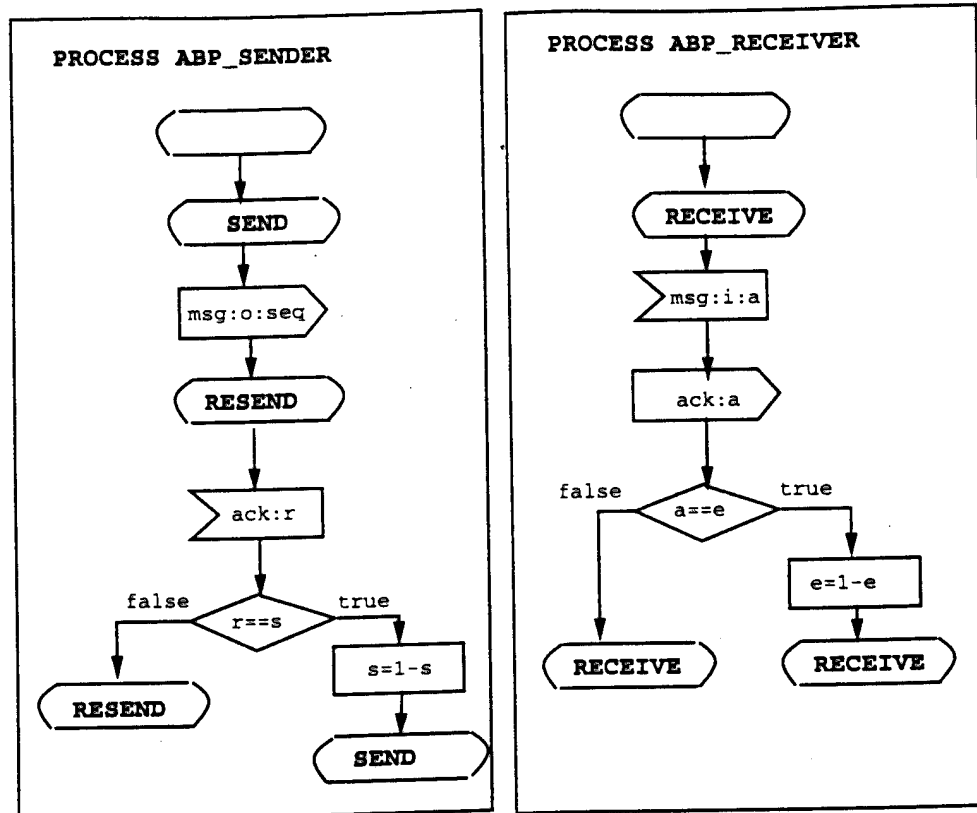 PROCESS ABP_SENDER
SEND
msg:o:seq
RESEND
ack:r
false
true
r==s
s=1-s
RESEND
SEND
PROCESS ABP_RECEIVER
RECEIVE
msg:i:a
ack:a
false
true
a==e
e=1-e
RECEIVE
RECEIVE